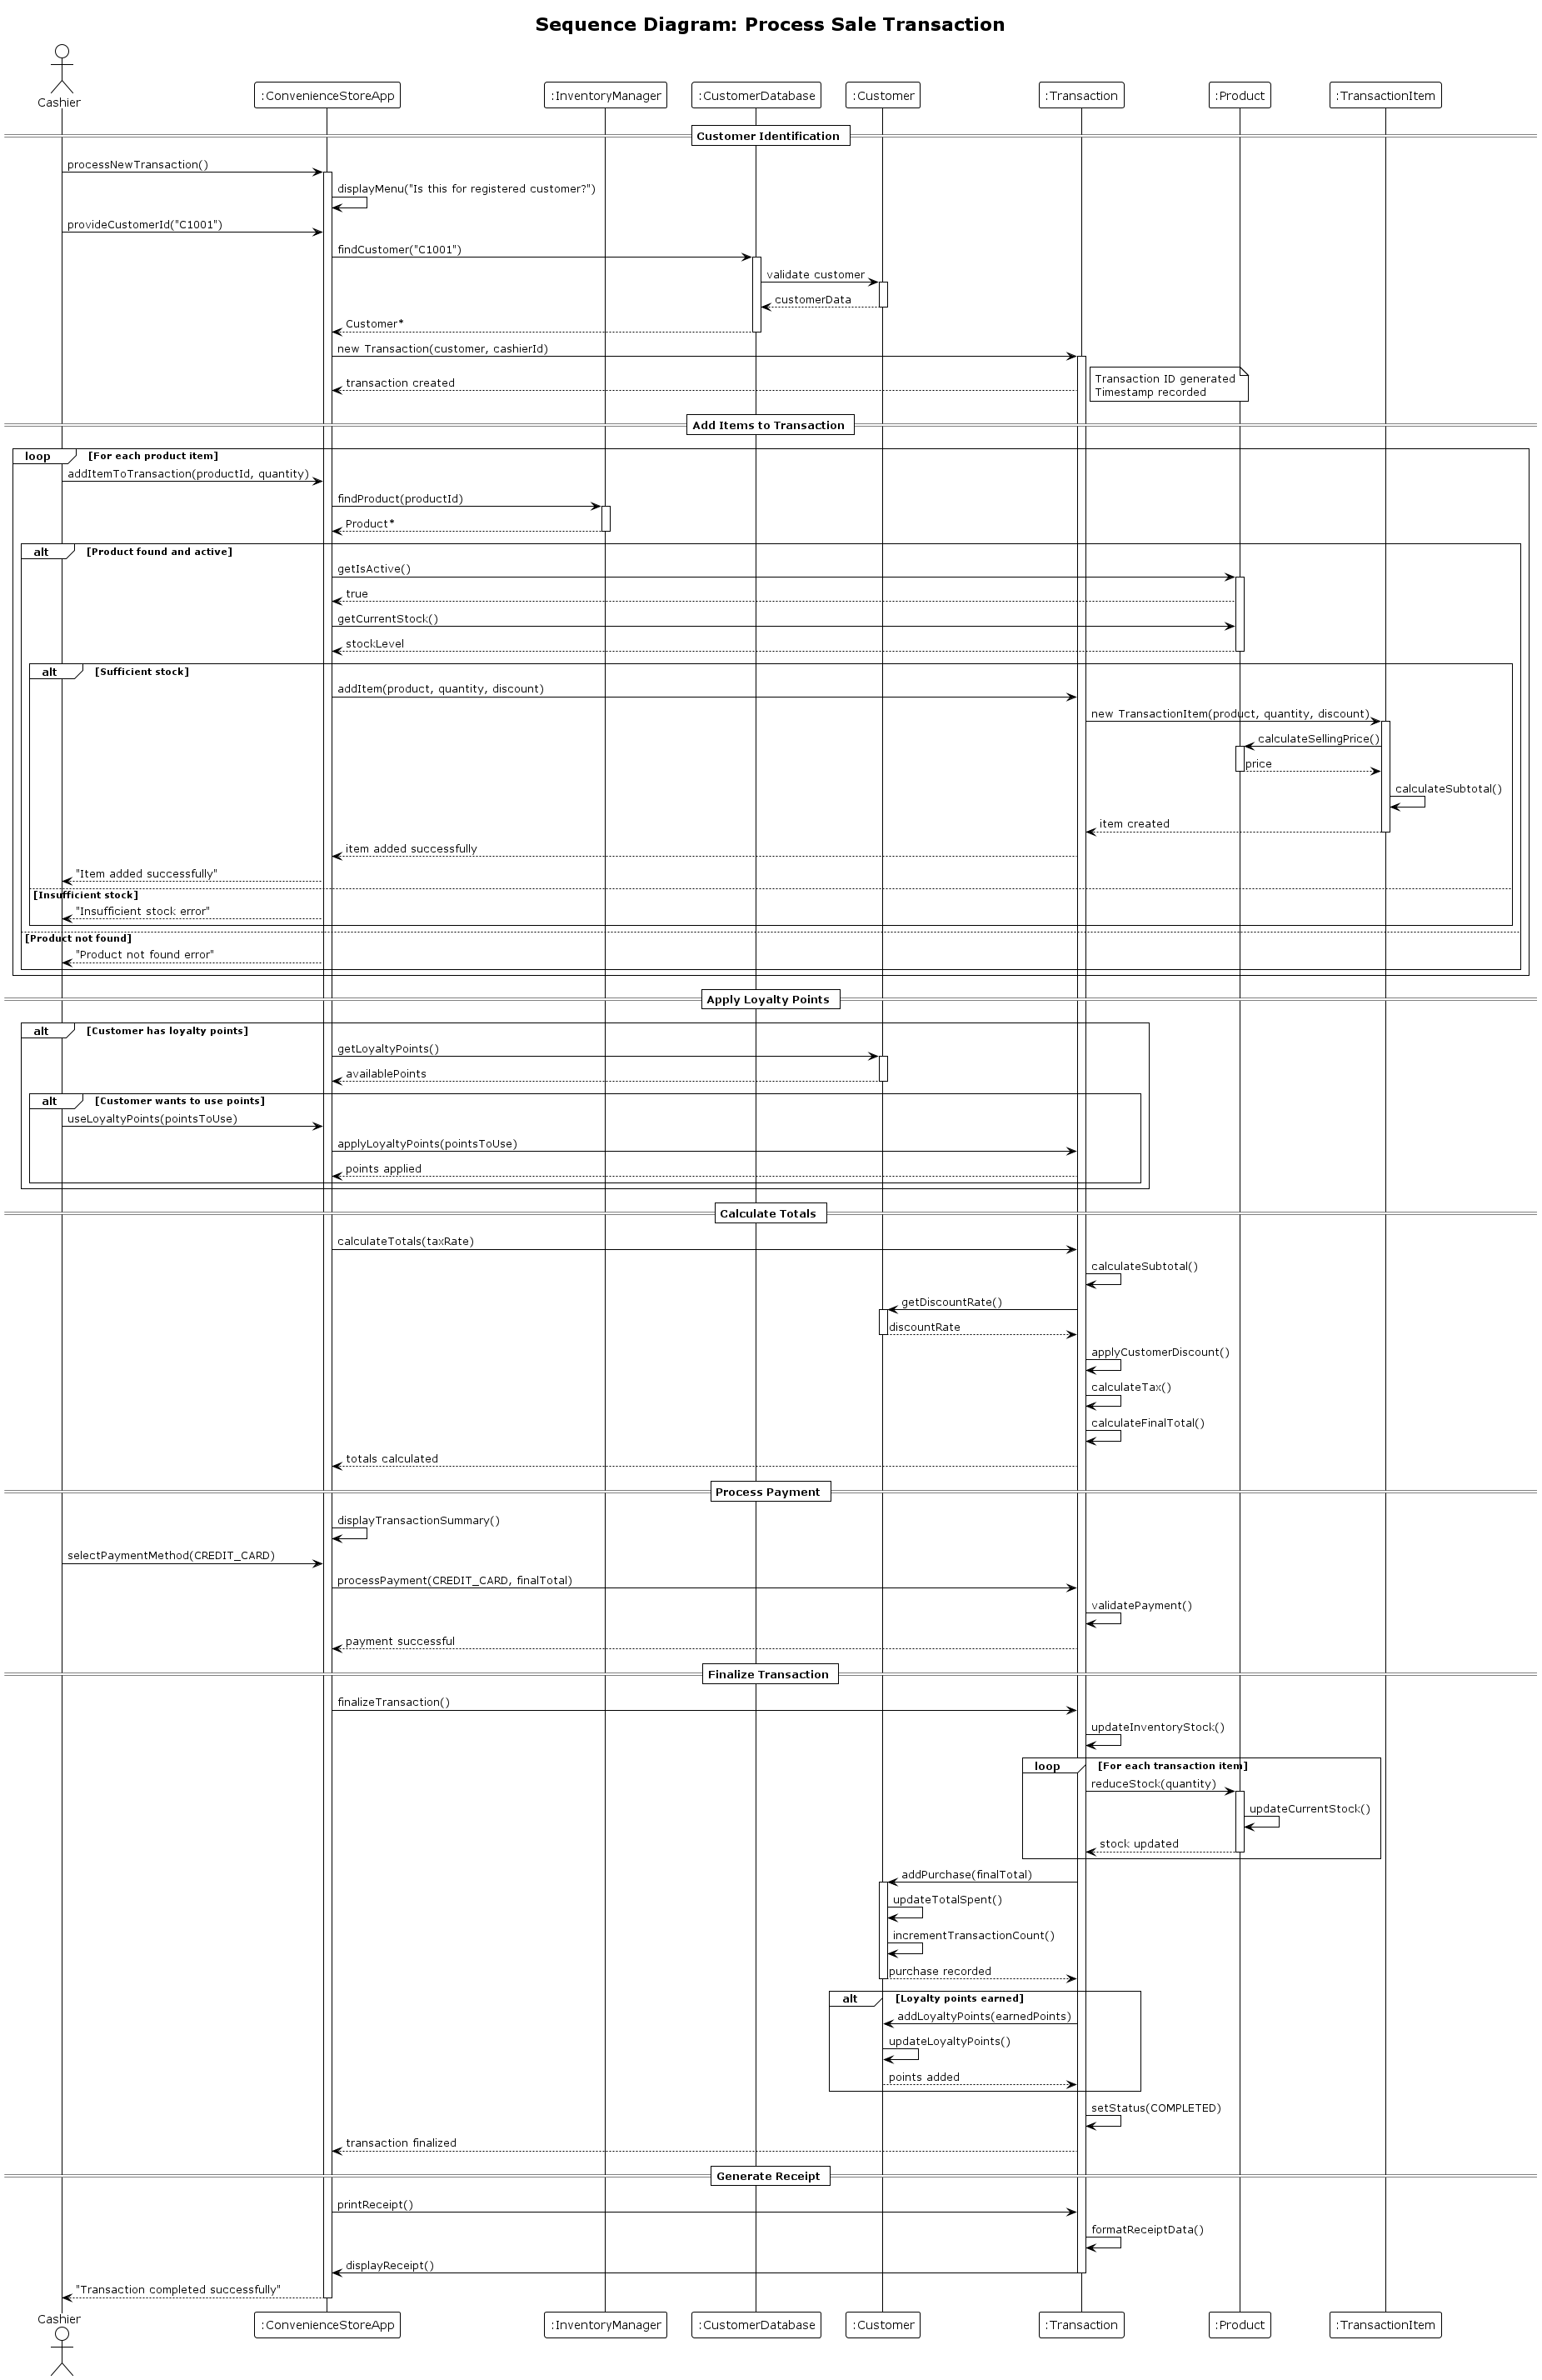 Sequence Diagram: Process Sale Transaction
Cashier
:ConvenienceStoreApp
:InventoryManager
:CustomerDatabase
:Customer
:Transaction
:Product
:TransactionItem
Customer Identification
processNewTransaction()
displayMenu("Is this for registered customer?")
provideCustomerId("C1001")
findCustomer("C1001")
validate customer
customerData
Customer*
new Transaction(customer, cashierId)
transaction created
Transaction ID generated
Timestamp recorded
Add Items to Transaction
loop
[For each product item]
addItemToTransaction(productId, quantity)
findProduct(productId)
Product*
alt
[Product found and active]
getIsActive()
true
getCurrentStock()
stockLevel
alt
[Sufficient stock]
addItem(product, quantity, discount)
new TransactionItem(product, quantity, discount)
calculateSellingPrice()
price
calculateSubtotal()
item created
item added successfully
"Item added successfully"
[Insufficient stock]
"Insufficient stock error"
[Product not found]
"Product not found error"
Apply Loyalty Points
alt
[Customer has loyalty points]
getLoyaltyPoints()
availablePoints
alt
[Customer wants to use points]
useLoyaltyPoints(pointsToUse)
applyLoyaltyPoints(pointsToUse)
points applied
Calculate Totals
calculateTotals(taxRate)
calculateSubtotal()
getDiscountRate()
discountRate
applyCustomerDiscount()
calculateTax()
calculateFinalTotal()
totals calculated
Process Payment
displayTransactionSummary()
selectPaymentMethod(CREDIT_CARD)
processPayment(CREDIT_CARD, finalTotal)
validatePayment()
payment successful
Finalize Transaction
finalizeTransaction()
updateInventoryStock()
loop
[For each transaction item]
reduceStock(quantity)
updateCurrentStock()
stock updated
addPurchase(finalTotal)
updateTotalSpent()
incrementTransactionCount()
purchase recorded
alt
[Loyalty points earned]
addLoyaltyPoints(earnedPoints)
updateLoyaltyPoints()
points added
setStatus(COMPLETED)
transaction finalized
Generate Receipt
printReceipt()
formatReceiptData()
displayReceipt()
"Transaction completed successfully"
Cashier
:ConvenienceStoreApp
:InventoryManager
:CustomerDatabase
:Customer
:Transaction
:Product
:TransactionItem